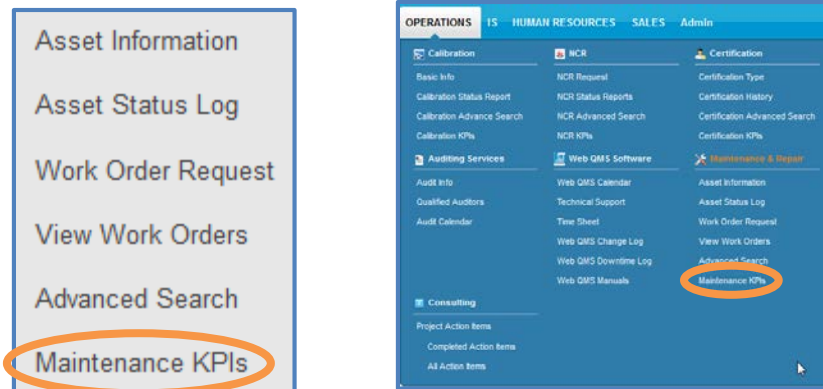 Asset Information
Asset Status Log
Work Order Request
View Work Orders
Advanced Search
Maintenance KPIs
OPERATIONS IS HUMAN RESOURCES SALES Admin
Calibration
Basic Info
Calibration Status Report
Calibration Advance Search
Calibration KPIs
NCR
NCR Request
NCR Status Reports
NCR Advanced Search
NCR KPIs
Certification
Certification Type
Certification History
Certification Advanced Search
Certification KPIs
Auditing Services
Audit Info
Qualified Auditors
Audit Calendar
Web QMS Software
Web QMS Calendar
Technical Support
Time Sheet
Web QMS Change Log
Web QMS Downtime Log
Web QMS Manuals
Maintenance & Repair
Asset Information
Asset Status Log
Work Order Request
View Work Orders
Advanced Search
Maintenance KPIs
Consulting
Project Action Items
Completed Action Items
All Action Items